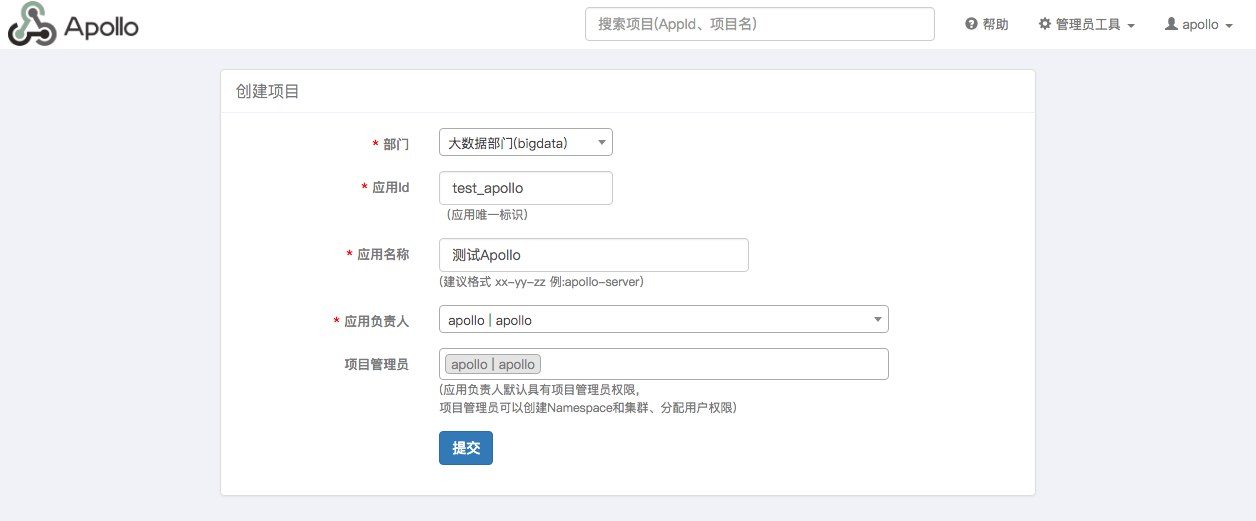 Apollo
搜索项目(AppId、项目名)
帮助
管理员工具
apollo
创建项目
* 部门
大数据部门(bigdata)
* 应用Id
test_apollo
(应用唯一标识)
* 应用名称
测试Apollo
(建议格式 xx-yy-zz 例:apollo-server)
* 应用负责人
apollo | apollo
项目管理员
apollo | apollo
(应用负责人默认具有项目管理员权限,
项目管理员可以创建Namespace和集群、分配用户权限)
提交